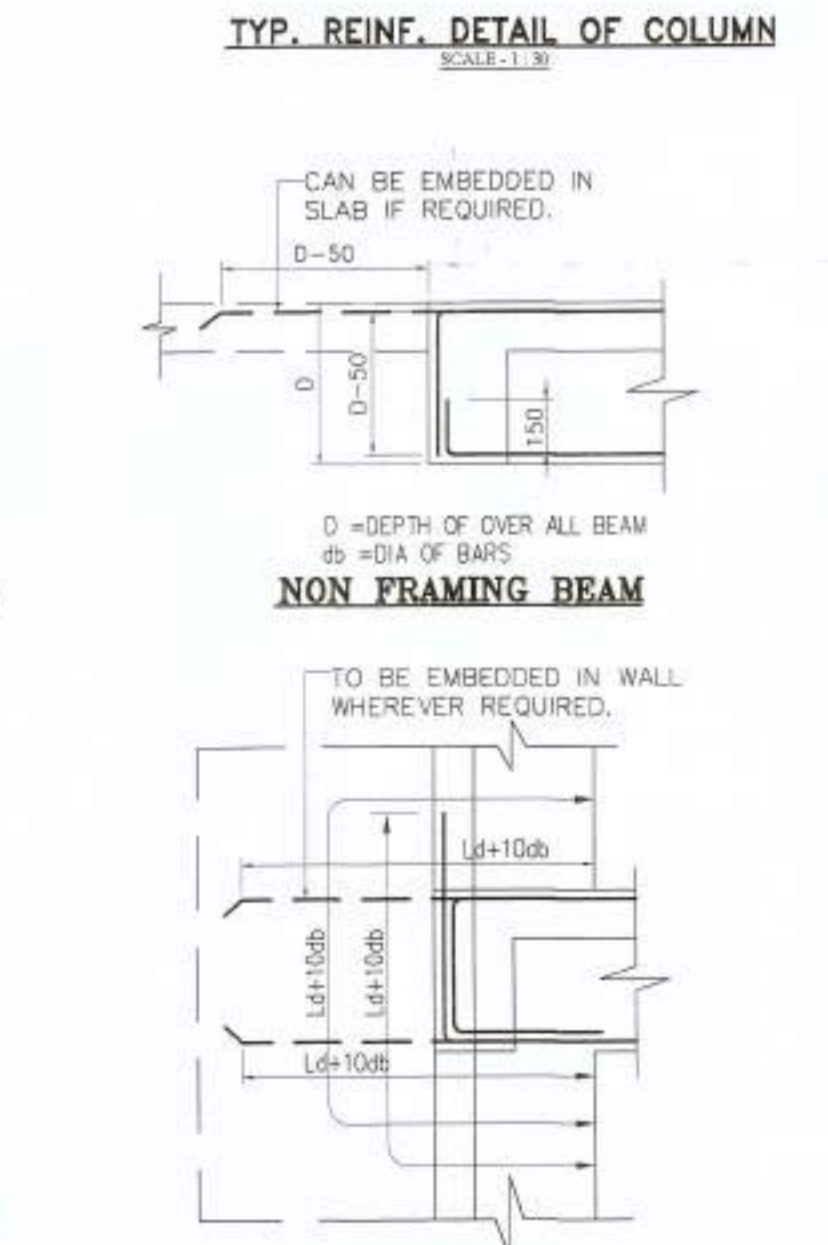 TYP. REINF. DETAIL OF COLUMN
SCALE - 1 : 30
CAN BE EMBEDDED IN
SLAB IF REQUIRED.
D-50
D
D-50
150
D =DEPTH OF OVER ALL BEAM
db =DIA OF BARS
NON FRAMING BEAM
TO BE EMBEDDED IN WALL
WHEREVER REQUIRED.
Ld+10db
Ld+10db
Ld+10db
Ld+10db